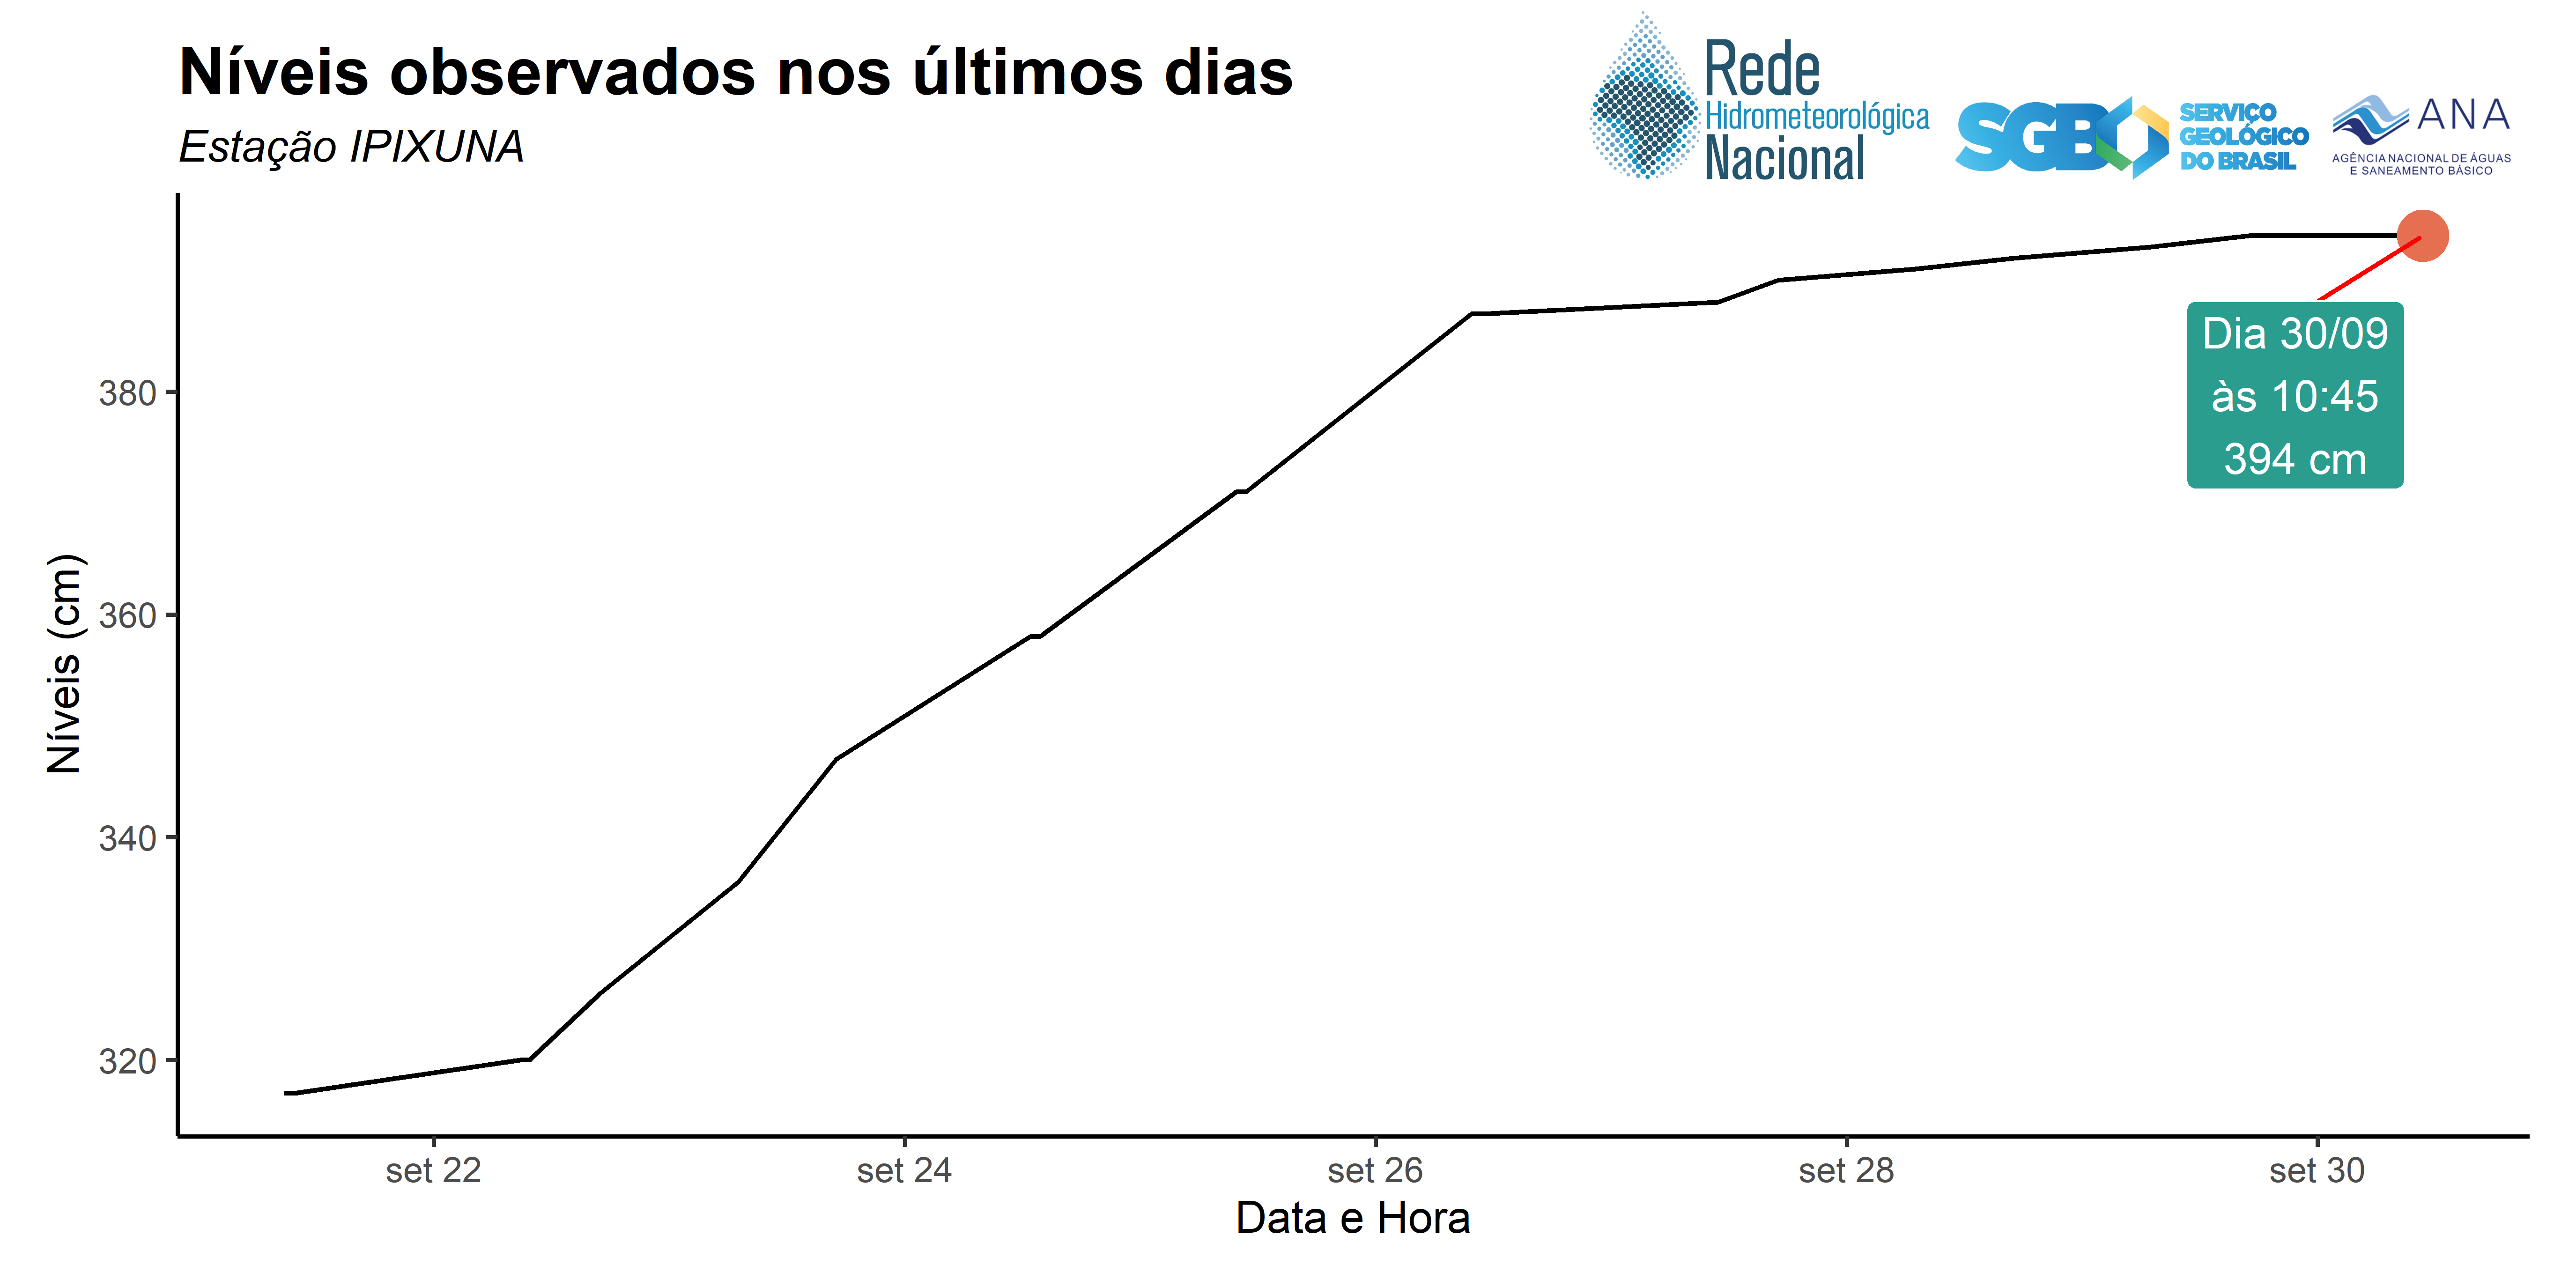 Níveis observados nos últimos dias
Estação IPIXUNA
Rede
Hidrometeorológica
Nacional
SGB
SERVIÇO
GEOLÓGICO
DO BRASIL
ANA
AGÊNCIA NACIONAL DE ÁGUAS
E SANEAMENTO BÁSICO
Dia 30/09
às 10:45
394 cm
Níveis (cm)
380
360
340
320
set 22
set 24
set 26
set 28
set 30
Data e Hora